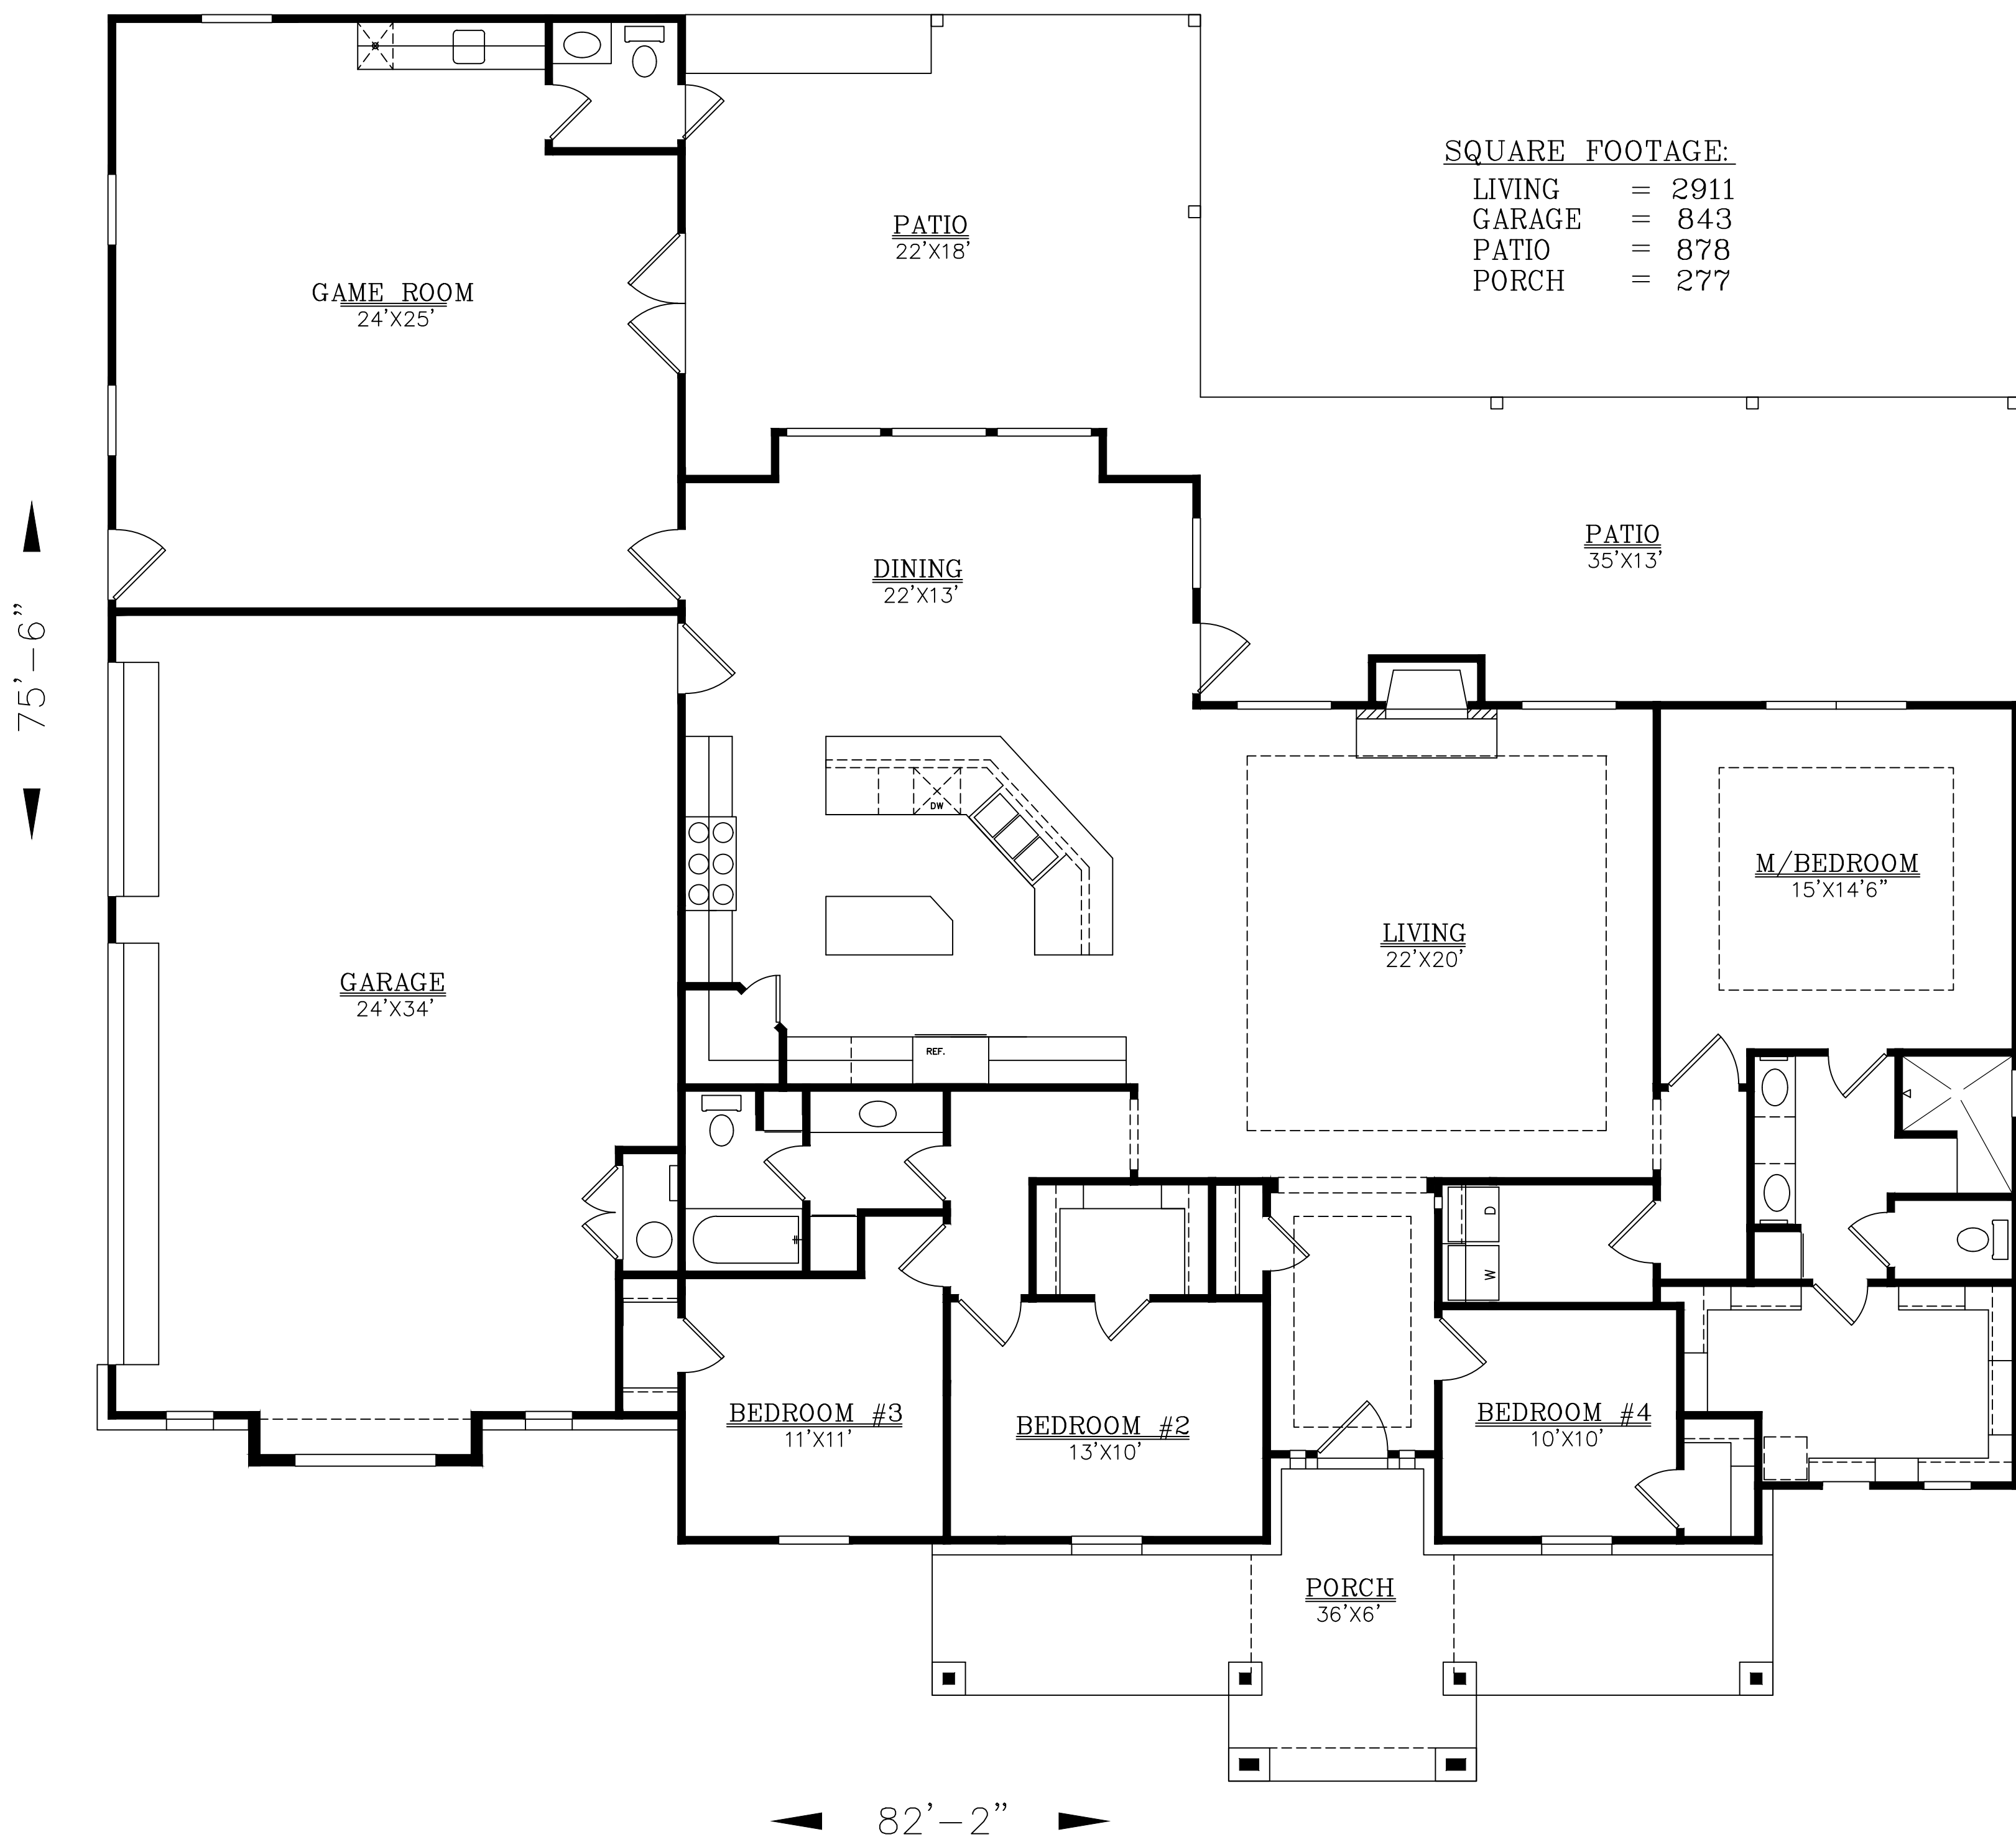 SQUARE FOOTAGE:
LIVING = 2911
GARAGE = 843
PATIO = 878
PORCH = 277
PATIO
22'X18'
GAME ROOM
24'X25'
PATIO
35'X13'
DINING
22'X13'
75'-6"
DW
M/BEDROOM
15'X14'6"
LIVING
22'X20'
GARAGE
24'X34'
REF.
D
W
BEDROOM #3
11'X11'
BEDROOM #2
13'X10'
BEDROOM #4
10'X10'
PORCH
36'X6'
82'-2"